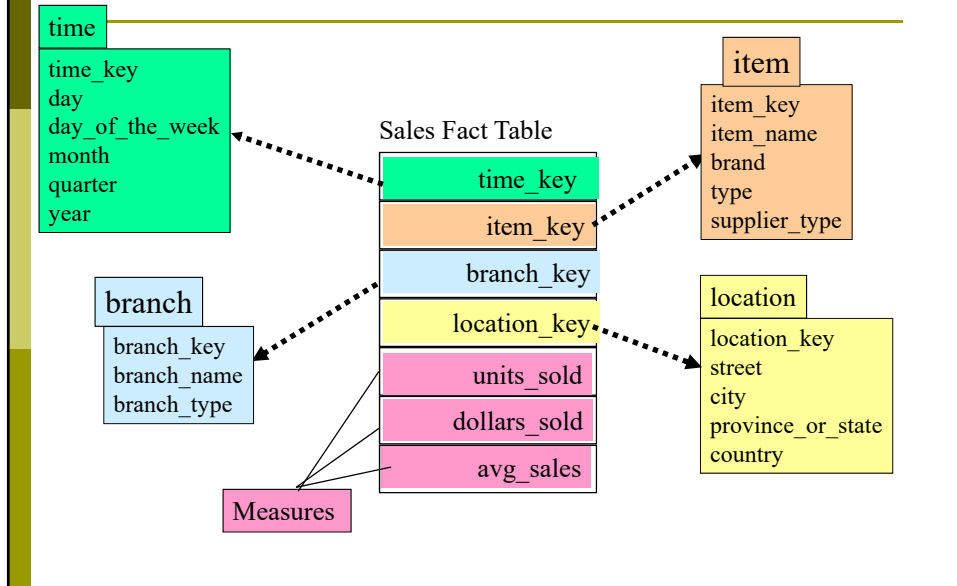 time
time_key
day
day_of_the_week
month
quarter
year
item
item_key
item_name
brand
type
supplier_type
Sales Fact Table
time_key
item_key
branch_key
location_key
units_sold
dollars_sold
avg_sales
branch
branch_key
branch_name
branch_type
location
location_key
street
city
province_or_state
country
Measures